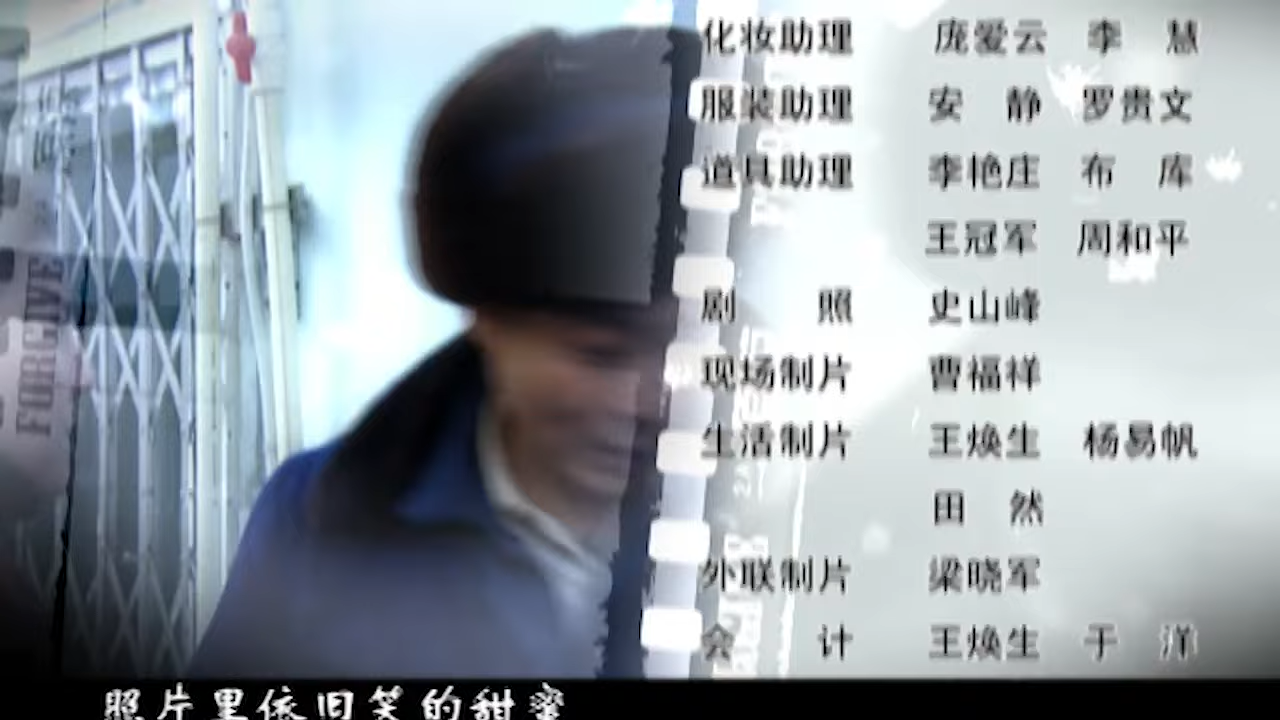 化妆助理 庞爱云 李慧
服装助理 安静 罗贵文
道具助理 李艳庄 布库
王冠军 周和平
剧照 史山峰
现场制片 曹福祥
生活制片 王焕生 杨易帆
田然
外联制片 梁晓军
会计 王焕生 于洋
FORGIVE
照片里依旧笑的甜蜜